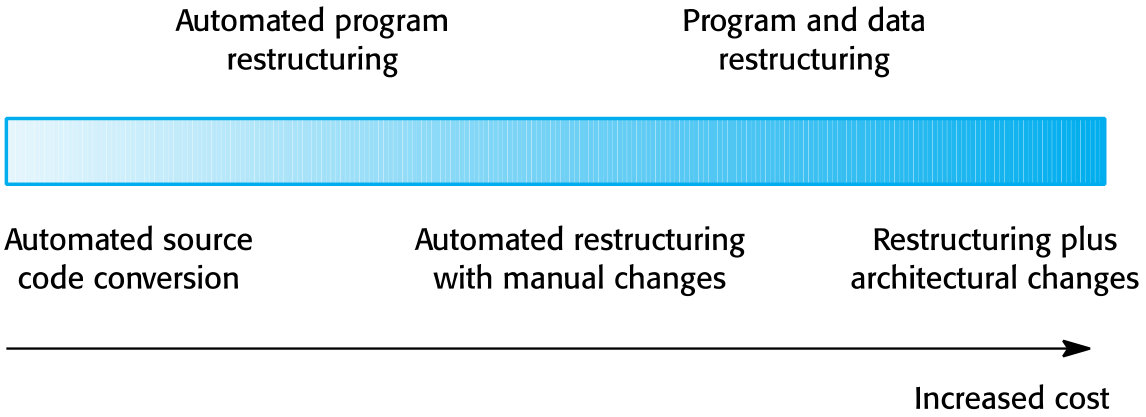 Automated program
restructuring
Program and data
restructuring
Automated source
code conversion
Automated restructuring
with manual changes
Restructuring plus
architectural changes
Increased cost